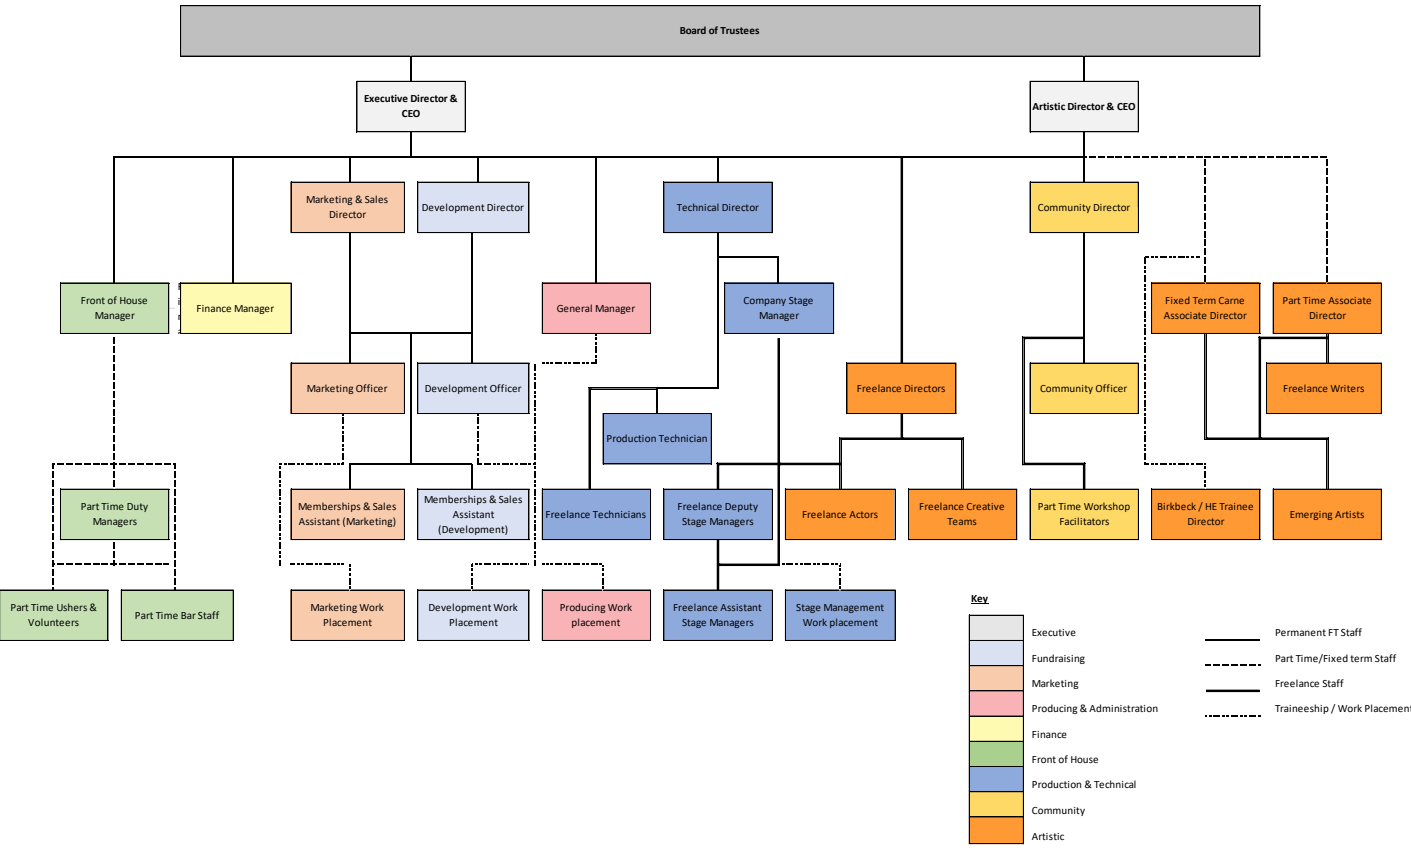 Board of Trustees
Executive Director &
CEO
Artistic Director & CEO
Marketing & Sales
Director
Development Director
Technical Director
Community Director
Front of House
Manager
Finance Manager
General Manager
Company Stage
Manager
Fixed Term Carne
Associate Director
Part Time Associate
Director
Marketing Officer
Development Officer
Freelance Directors
Community Officer
Freelance Writers
Production Technician
Part Time Duty
Managers
Memberships & Sales
Assistant (Marketing)
Memberships & Sales
Assistant
(Development)
Freelance Technicians
Freelance Deputy
Stage Managers
Freelance Actors
Freelance Creative
Teams
Part Time Workshop
Facilitators
Birkbeck / HE Trainee
Director
Emerging Artists
Part Time Ushers &
Volunteers
Part Time Bar Staff
Marketing Work
Placement
Development Work
Placement
Producing Work
placement
Freelance Assistant
Stage Managers
Stage Management
Work placement
Key
Executive
Fundraising
Marketing
Producing & Administration
Finance
Front of House
Production & Technical
Community
Artistic
Permanent FT Staff
Part Time/Fixed term Staff
Freelance Staff
Traineeship / Work Placement